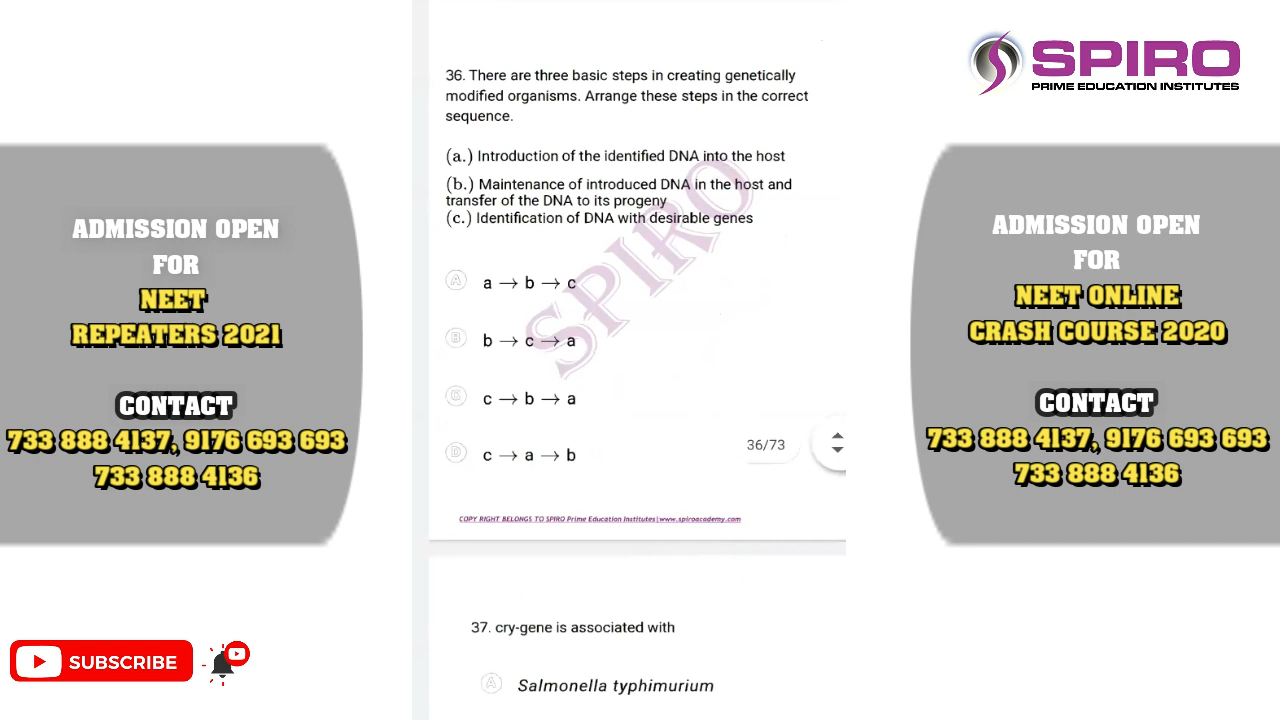 SPIRO
PRIME EDUCATION INSTITUTES
ADMISSION OPEN
FOR
NEET
REPEATERS 2021
CONTACT
733 888 4137, 9176 693 693
733 888 4136
36. There are three basic steps in creating genetically
modified organisms. Arrange these steps in the correct
sequence.
(a.) Introduction of the identified DNA into the host
(b.) Maintenance of introduced DNA in the host and
transfer of the DNA to its progeny
(c.) Identification of DNA with desirable genes
A a → b → c
B b → c → a
C c → b → a
D c → a → b
36/73
SPIRO
COPY RIGHT BELONGS TO SPIRO Prime Education Institutes|www.spiroacademy.com
37. cry-gene is associated with
A Salmonella typhimurium
ADMISSION OPEN
FOR
NEET ONLINE
CRASH COURSE 2020
CONTACT
733 888 4137, 9176 693 693
733 888 4136
SUBSCRIBE